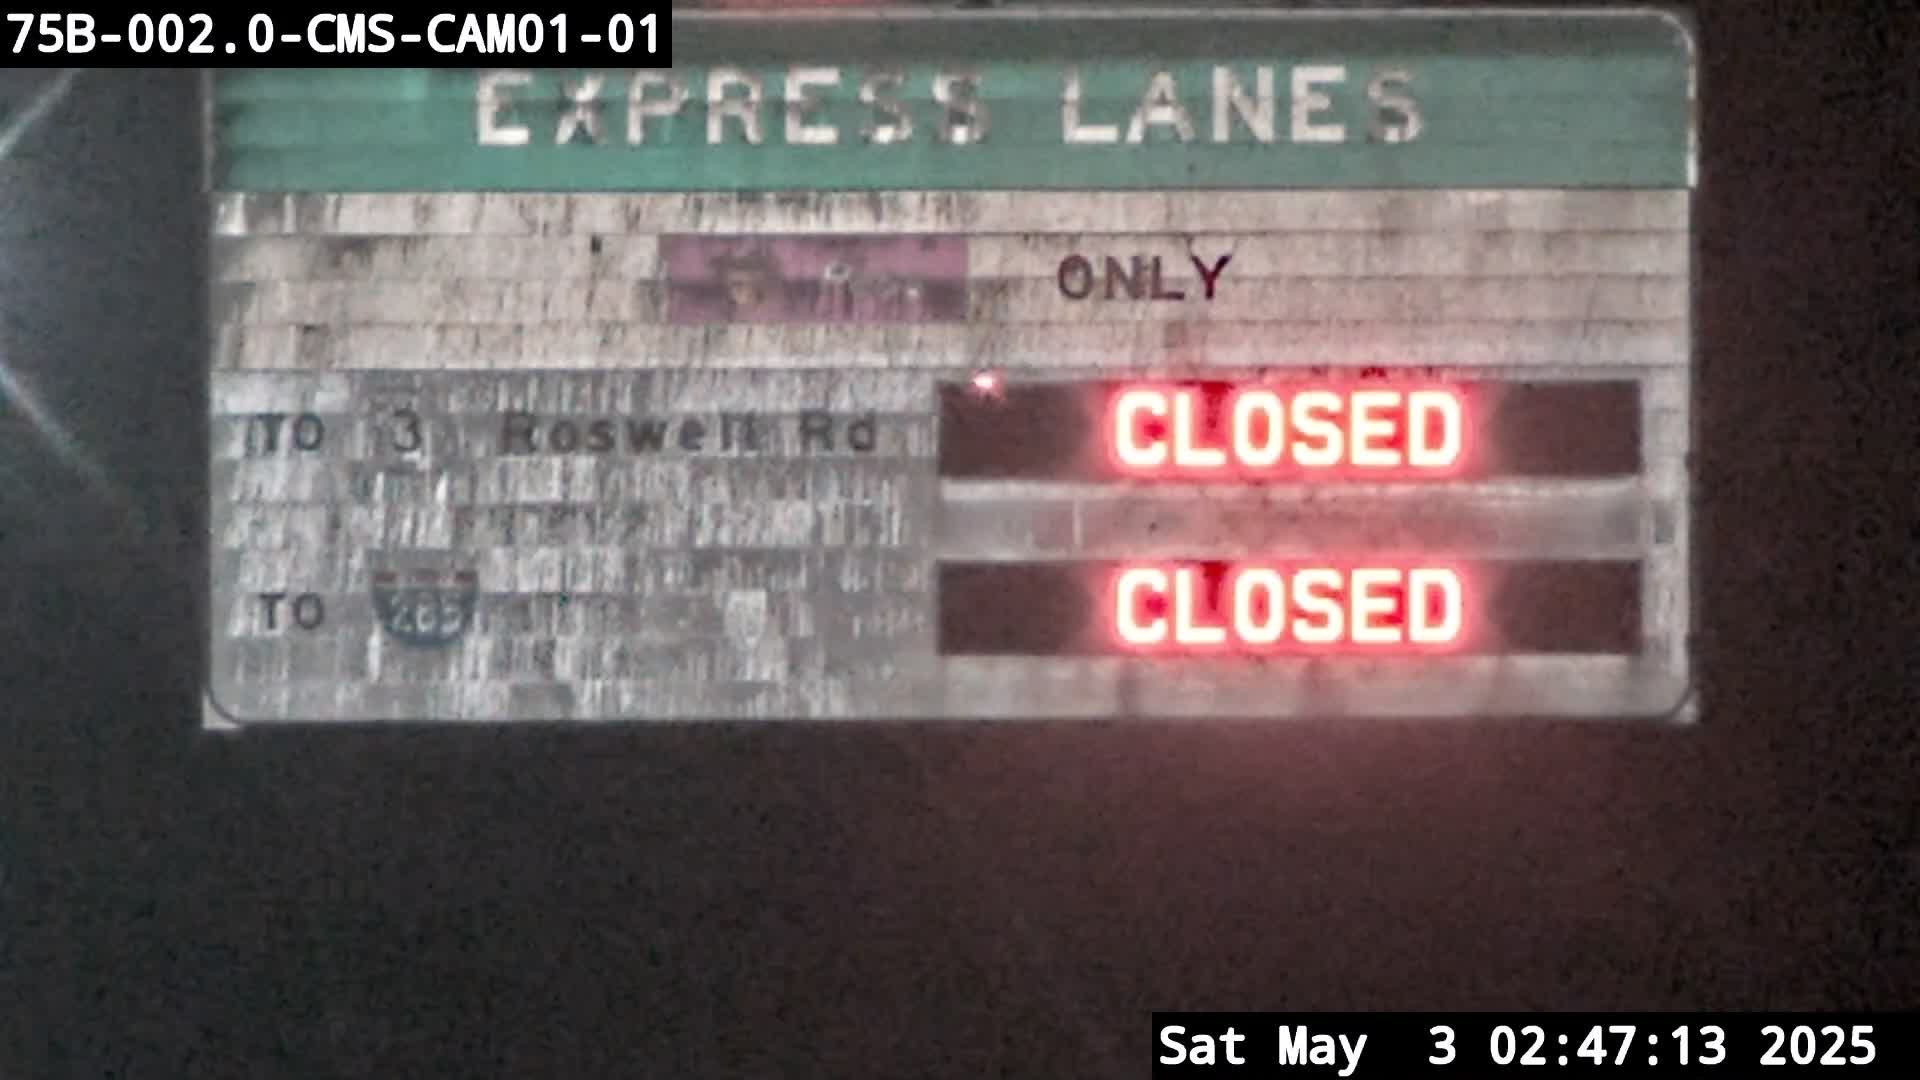 75B-002.0-CMS-CAM01-01
EXPRESS LANES
ONLY
TO 3 Roswell Rd CLOSED
TO 285 CLOSED
Sat May 3 02:47:13 2025